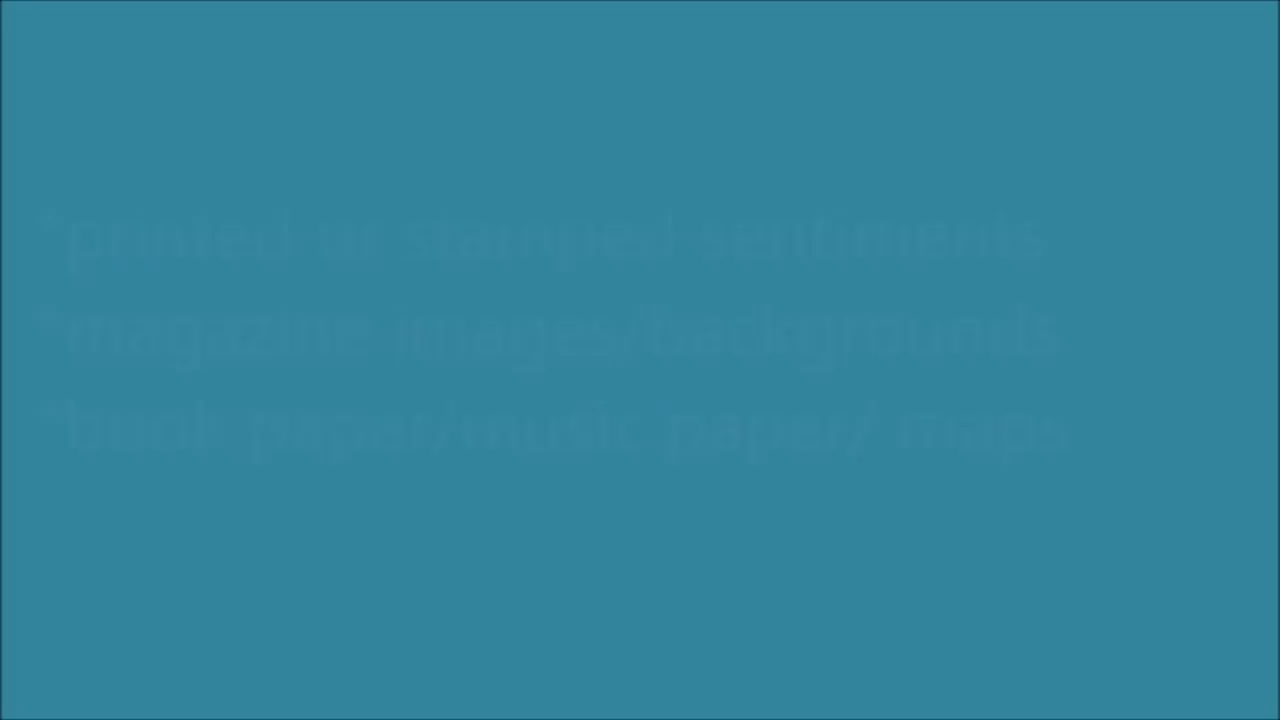 *printed or stamped sentiments
*magazine images/backgrounds
*book paper/music paper/ maps